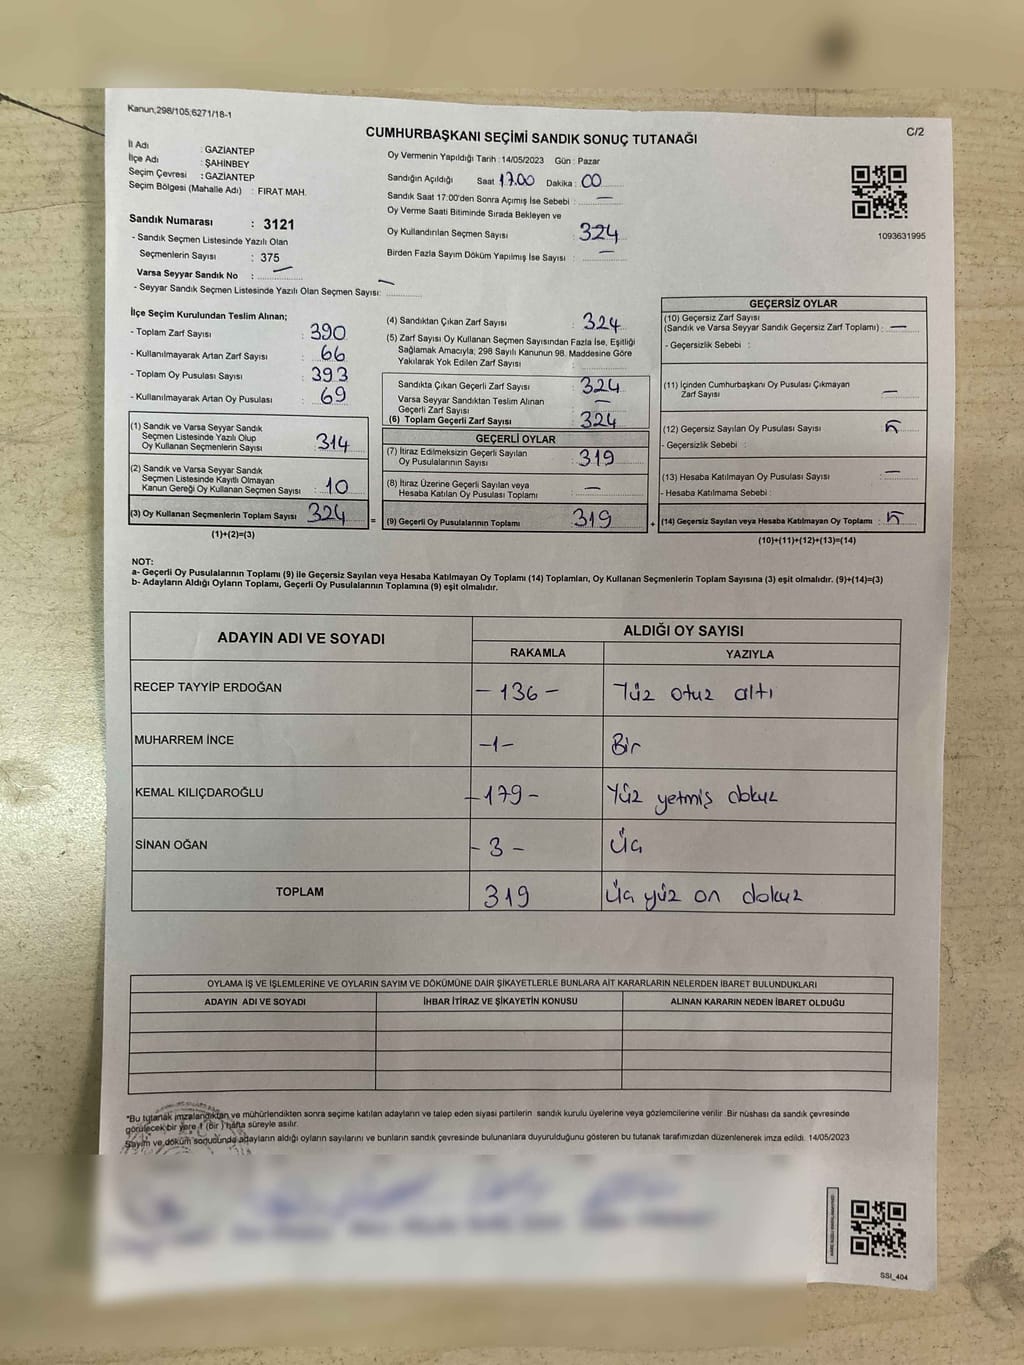 Kanun,298/105;6271/18-1
C/2
CUMHURBAŞKANI SEÇİMİ SANDIK SONUÇ TUTANAĞI
İl Adı : GAZİANTEP
İlçe Adı : ŞAHİNBEY
Seçim Çevresi : GAZİANTEP
Seçim Bölgesi (Mahalle Adı) : FIRAT MAH.
Sandık Numarası : 3121
- Sandık Seçmen Listesinde Yazılı Olan
Seçmenlerin Sayısı : 375
Varsa Seyyar Sandık No : —
- Seyyar Sandık Seçmen Listesinde Yazılı Olan Seçmen Sayısı: —
Oy Vermenin Yapıldığı Tarih : 14/05/2023 Gün : Pazar
Sandığın Açıldığı Saat 17.00 Dakika : 00
Sandık Saat 17:00'den Sonra Açımış İse Sebebi : —
Oy Verme Saati Bitiminde Sırada Bekleyen ve
Oy Kullandırılan Seçmen Sayısı : 324
Birden Fazla Sayım Döküm Yapılmış İse Sayısı : —
1093631995
İlçe Seçim Kurulundan Teslim Alınan;
- Toplam Zarf Sayısı : 390
- Kullanılmayarak Artan Zarf Sayısı : 66
- Toplam Oy Pusulası Sayısı : 393
- Kullanılmayarak Artan Oy Pusulası : 69
(1) Sandık ve Varsa Seyyar Sandık
Seçmen Listesinde Yazılı Olup
Oy Kullanan Seçmenlerin Sayısı : 314
(2) Sandık ve Varsa Seyyar Sandık
Seçmen Listesinde Kayıtlı Olmayan
Kanun Gereği Oy Kullanan Seçmen Sayısı : 10
(3) Oy Kullanan Seçmenlerin Toplam Sayısı : 324
(1)+(2)=(3)
(4) Sandıktan Çıkan Zarf Sayısı : 324
(5) Zarf Sayısı Oy Kullanan Seçmen Sayısından Fazla İse, Eşitliği
Sağlamak Amacıyla; 298 Sayılı Kanunun 98. Maddesine Göre
Yakılarak Yok Edilen Zarf Sayısı :
Sandıkta Çıkan Geçerli Zarf Sayısı : 324
Varsa Seyyar Sandıktan Teslim Alınan
Geçerli Zarf Sayısı : —
(6) Toplam Geçerli Zarf Sayısı : 324
GEÇERLİ OYLAR
(7) İtiraz Edilmeksizin Geçerli Sayılan
Oy Pusulalarının Sayısı : 319
(8) İtiraz Üzerine Geçerli Sayılan veya
Hesaba Katılan Oy Pusulası Toplamı : —
= (9) Geçerli Oy Pusulalarının Toplamı : 319 +
GEÇERSİZ OYLAR
(10) Geçersiz Zarf Sayısı
(Sandık ve Varsa Seyyar Sandık Geçersiz Zarf Toplamı) : —
- Geçersizlik Sebebi :
(11) İçinden Cumhurbaşkanı Oy Pusulası Çıkmayan
Zarf Sayısı : —
(12) Geçersiz Sayılan Oy Pusulası Sayısı : 5
- Geçersizlik Sebebi :
(13) Hesaba Katılmayan Oy Pusulası Sayısı : —
- Hesaba Katılmama Sebebi :
(14) Geçersiz Sayılan veya Hesaba Katılmayan Oy Toplamı : 5
(10)+(11)+(12)+(13)=(14)
NOT:
a- Geçerli Oy Pusulalarının Toplamı (9) ile Geçersiz Sayılan veya Hesaba Katılmayan Oy Toplamı (14) Toplamları, Oy Kullanan Seçmenlerin Toplam Sayısına (3) eşit olmalıdır. (9)+(14)=(3)
b- Adayların Aldığı Oyların Toplamı, Geçerli Oy Pusulalarının Toplamına (9) eşit olmalıdır.
ADAYIN ADI VE SOYADI
ALDIĞI OY SAYISI
RAKAMLA YAZIYLA
RECEP TAYYİP ERDOĞAN – 136 – Yüz otuz altı
MUHARREM İNCE –1– Bir
KEMAL KILIÇDAROĞLU –179– Yüz yetmiş dokuz
SİNAN OĞAN – 3 – Üç
TOPLAM 319 Üç yüz on dokuz
OYLAMA İŞ VE İŞLEMLERİNE VE OYLARIN SAYIM VE DÖKÜMÜNE DAİR ŞİKAYETLERLE BUNLARA AİT KARARLARIN NELERDEN İBARET BULUNDUKLARI
ADAYIN ADI VE SOYADI İHBAR İTİRAZ VE ŞİKAYETİN KONUSU ALINAN KARARIN NEDEN İBARET OLDUĞU
*Bu tutanak imzalandıktan ve mühürlendikten sonra seçime katılan adayların ve talep eden siyasi partilerin sandık kurulu üyelerine veya gözlemcilerine verilir. Bir nüshası da sandık çevresinde
görülecek bir yere 1 (bir) hafta süreyle asılır.
Sayım ve döküm sonucunda adayların aldığı oyların sayılarını ve bunların sandık çevresinde bulunanlara duyurulduğunu gösteren bu tutanak tarafımızdan düzenlenerek imza edildi. 14/05/2023
SSI_404